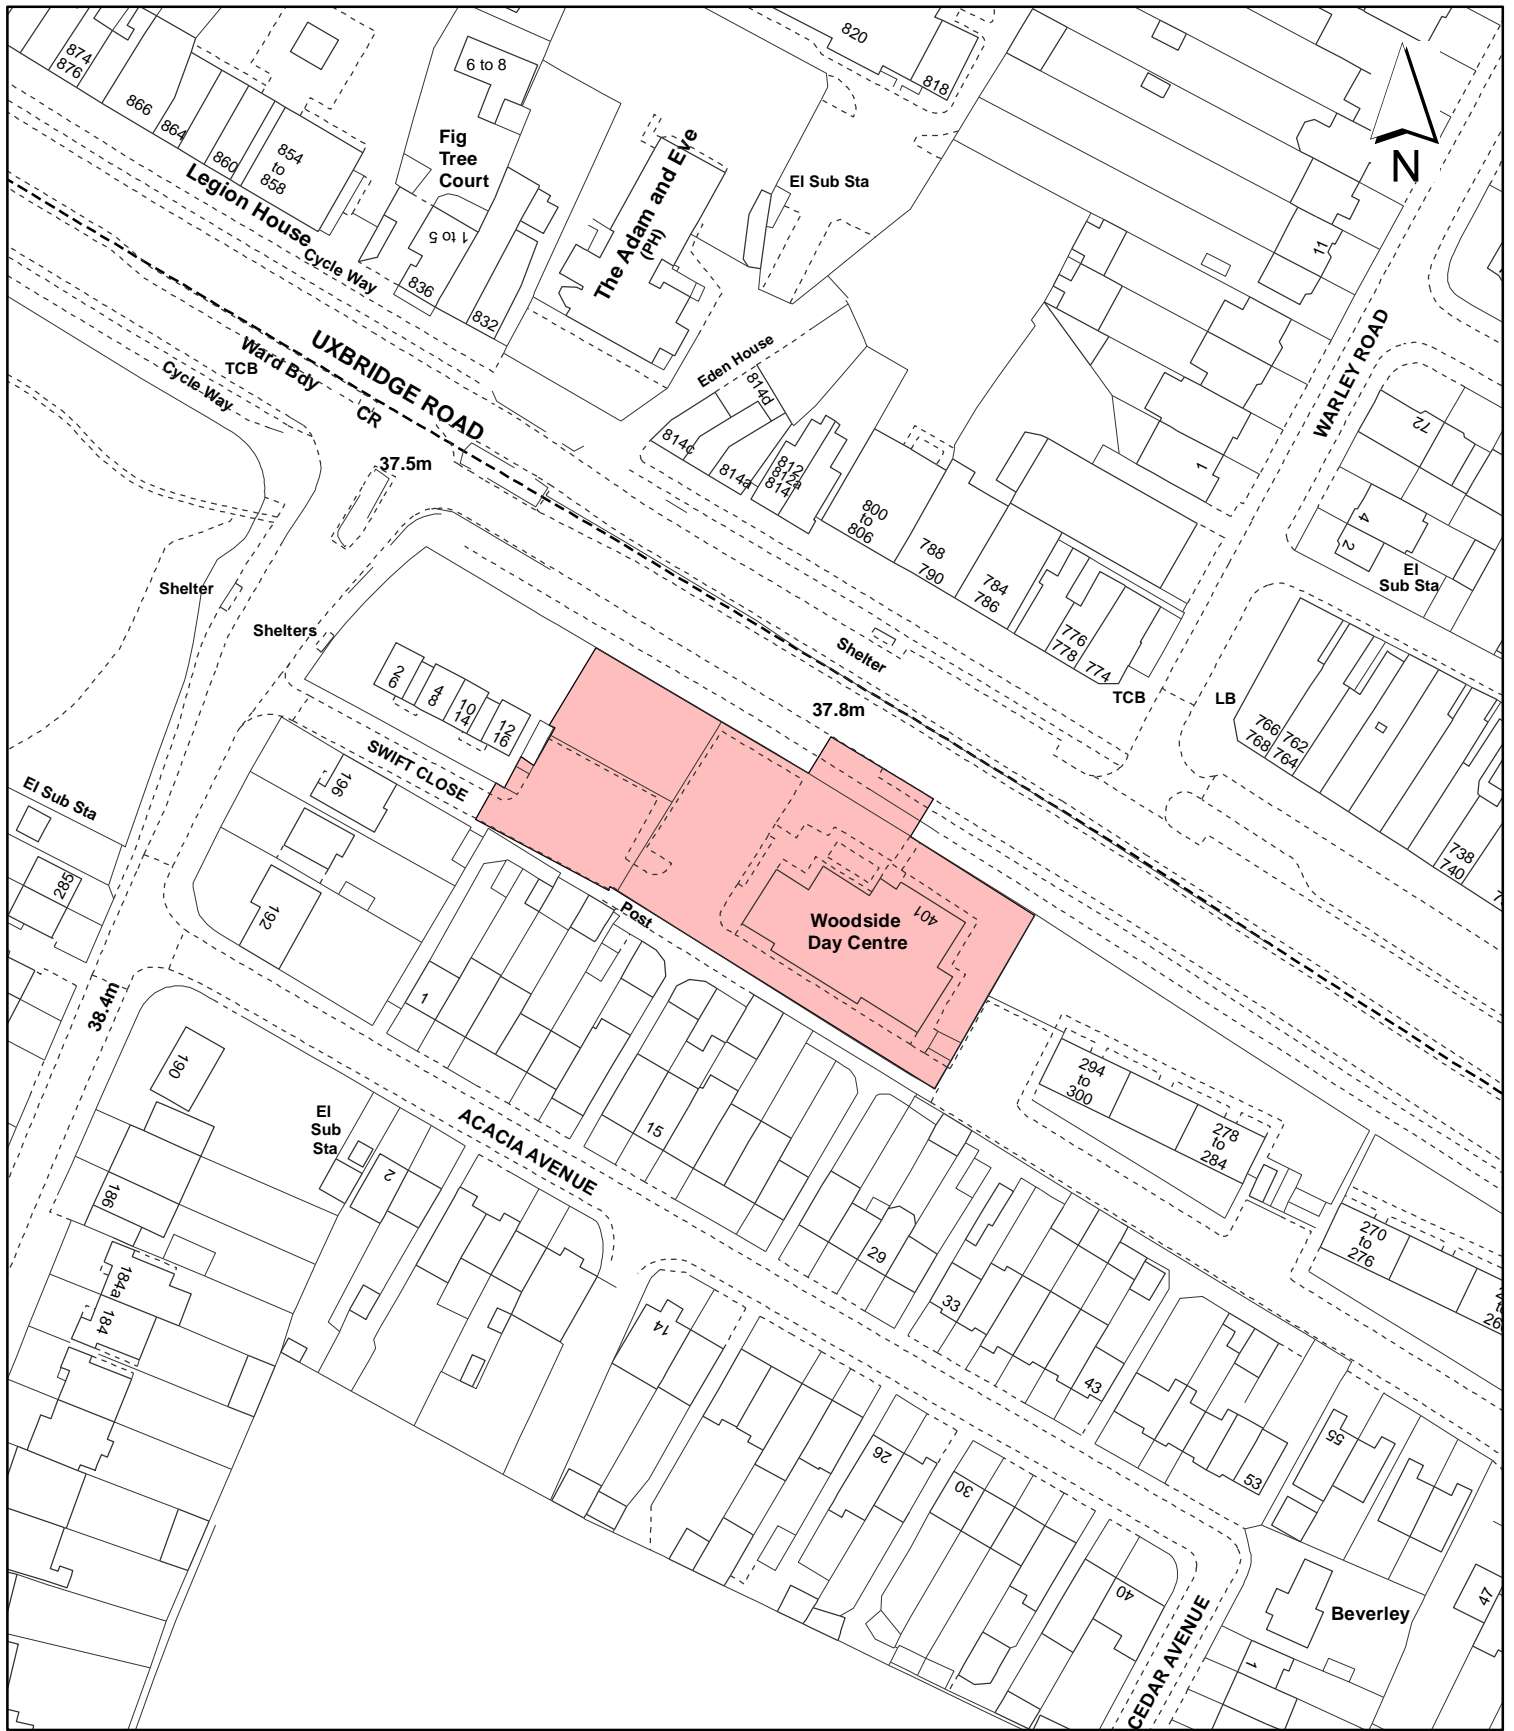 820
818
874
876
866
864
860
854
to
858
Legion House
6 to 8
Fig
Tree
Court
1 to 5
836
832
The Adam and Eve
(PH)
El Sub Sta
N
11
WARLEY ROAD
Cycle Way
UXBRIDGE ROAD
Ward Bdy
TCB
Cycle Way
CR
37.5m
Eden House
814d
814c
814a
812
812a
814
800
to
806
788
790
784
786
776
778
774
1
72
4
2
El
Sub Sta
Shelter
Shelters
Shelter
37.8m
TCB
LB
766
768
762
764
738
740
2
6
4
8
10
14
12
16
SWIFT CLOSE
196
192
El Sub Sta
285
38.4m
Post
401
Woodside
Day Centre
1
190
186
184a
184
El
Sub
Sta
2
ACACIA AVENUE
15
29
33
43
53
55
14
26
30
40
294
to
300
278
to
284
270
to
276
CEDAR AVENUE
Beverley
1
47